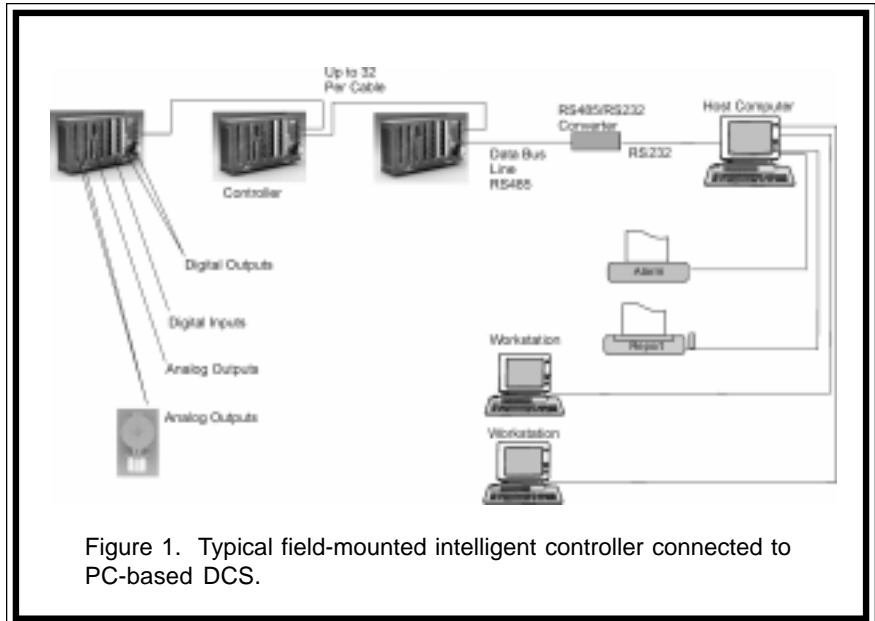 Up to 32
Per Cable
RS485/RS232
Converter
Host Computer
RS232
Data Bus
Line
RS485
Controller
Digital Outputs
Alarm
Digital Inputs
Workstation
Report
Analog Outputs
Analog Outputs
Workstation
Figure 1. Typical field-mounted intelligent controller connected to
PC-based DCS.